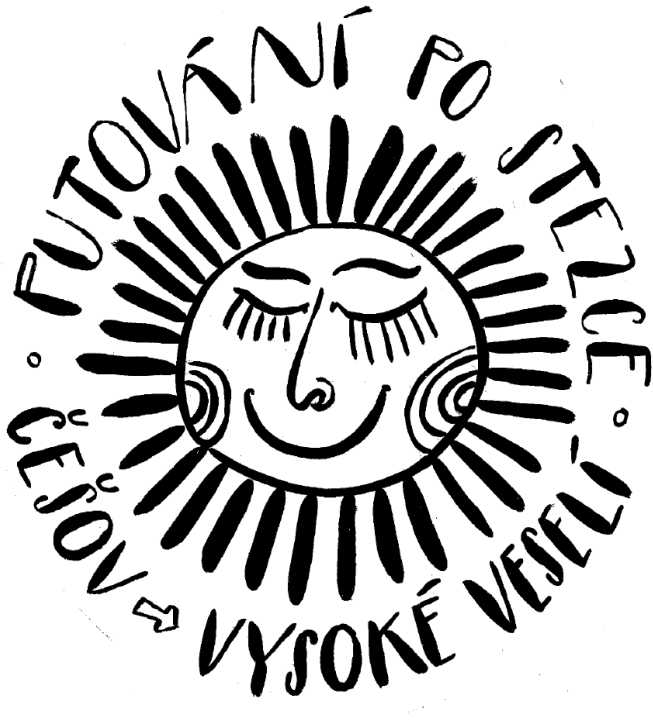 PUTOVÁNÍ PO STEZCE
ČEŠOV → VYSOKÉ VESELÍ